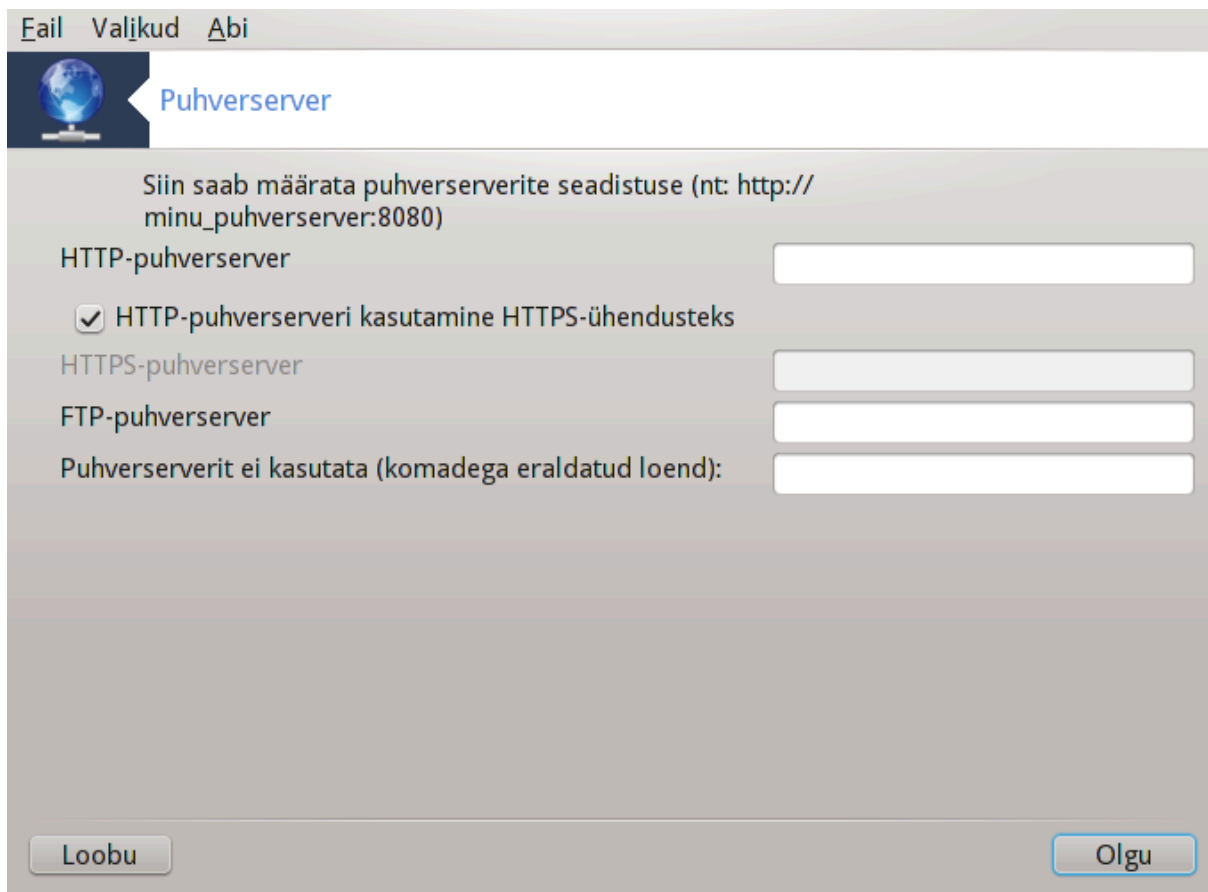 Fail Valikud Abi
Puhverserver
Siin saab määrata puhverserverite seadistuse (nt: http://
minu_puhverserver:8080)
HTTP-puhverserver
HTTP-puhverserveri kasutamine HTTPS-ühendusteks
HTTPS-puhverserver
FTP-puhverserver
Puhverserverit ei kasutata (komadega eraldatud loend):
Loobu Olgu